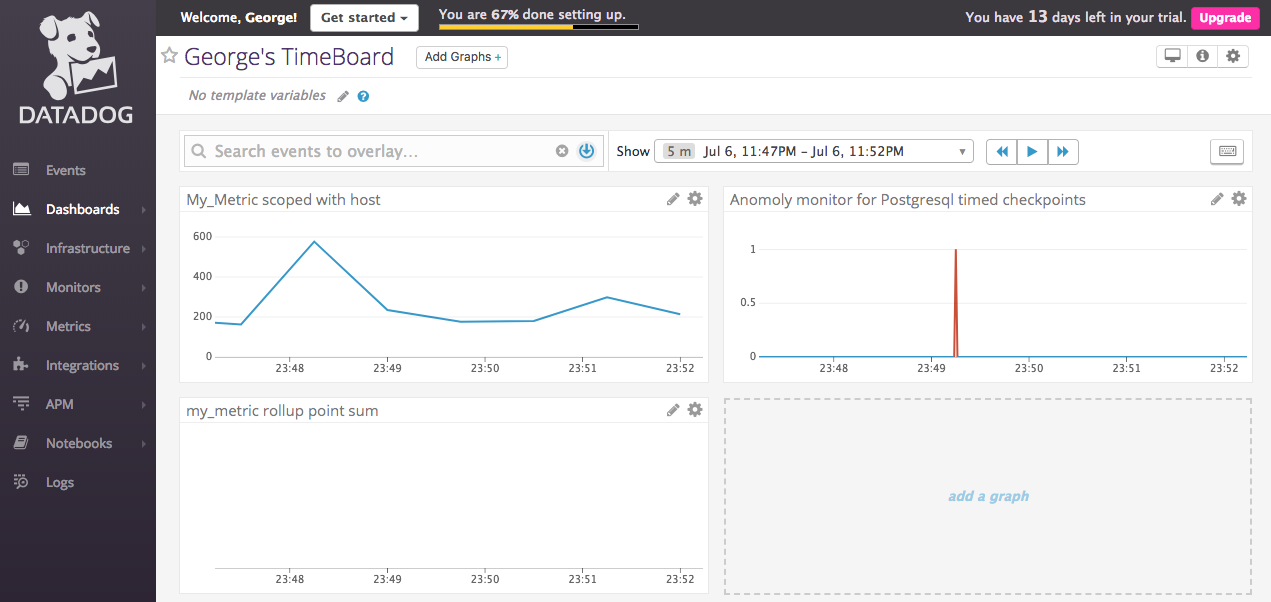 Welcome, George! Get started You are 67% done setting up. You have 13 days left in your trial. Upgrade
DATADOG
Events
Dashboards
Infrastructure
Monitors
Metrics
Integrations
APM
Notebooks
Logs
George's TimeBoard Add Graphs +
No template variables ?
Search events to overlay... Show 5 m Jul 6, 11:47PM – Jul 6, 11:52PM
My_Metric scoped with host
600
400
200
0
23:48 23:49 23:50 23:51 23:52
Anomoly monitor for Postgresql timed checkpoints
1
0.5
0
23:48 23:49 23:50 23:51 23:52
my_metric rollup point sum
23:48 23:49 23:50 23:51 23:52
add a graph